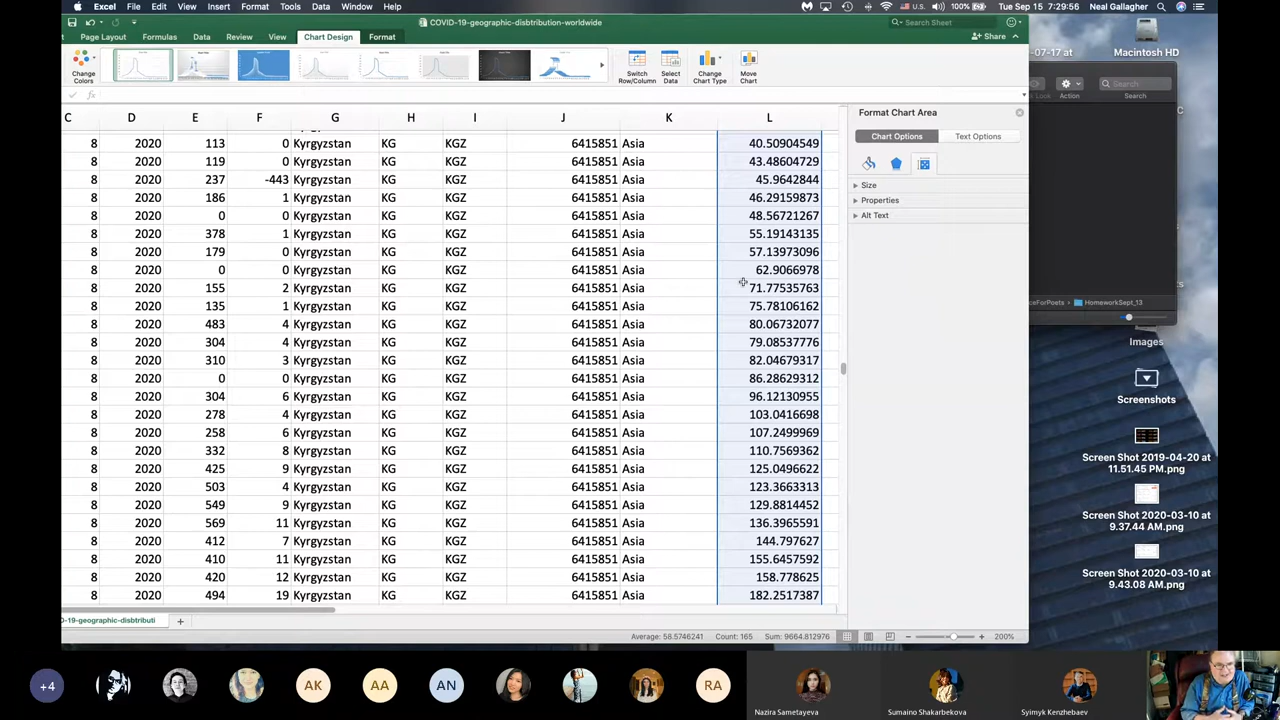 Excel File Edit View Insert Format Tools Data Window Help 100% Neal Gallagher Tue Sep 15 7:29:56
COVID-19-geographic-disbtribution-worldwide
Search Sheet
Page Layout Formulas Data Review View Chart Design Format Share
Change Colors
Switch Row/Column
Select Data
Change Chart Type
Move Chart
fx
C D E F G H I J K L
8 2020 113 0 Kyrgyzstan KG KGZ 6415851 Asia 40.50904549
8 2020 119 0 Kyrgyzstan KG KGZ 6415851 Asia 43.48604729
8 2020 237 -443 Kyrgyzstan KG KGZ 6415851 Asia 45.9642844
8 2020 186 1 Kyrgyzstan KG KGZ 6415851 Asia 46.29159873
8 2020 0 0 Kyrgyzstan KG KGZ 6415851 Asia 48.56721267
8 2020 378 1 Kyrgyzstan KG KGZ 6415851 Asia 55.19143135
8 2020 179 0 Kyrgyzstan KG KGZ 6415851 Asia 57.13973096
8 2020 0 0 Kyrgyzstan KG KGZ 6415851 Asia 62.9066978
8 2020 155 2 Kyrgyzstan KG KGZ 6415851 Asia 71.77535763
8 2020 135 1 Kyrgyzstan KG KGZ 6415851 Asia 75.78106162
8 2020 483 4 Kyrgyzstan KG KGZ 6415851 Asia 80.06732077
8 2020 304 4 Kyrgyzstan KG KGZ 6415851 Asia 79.08537776
8 2020 310 3 Kyrgyzstan KG KGZ 6415851 Asia 82.04679317
8 2020 0 0 Kyrgyzstan KG KGZ 6415851 Asia 86.28629312
8 2020 304 6 Kyrgyzstan KG KGZ 6415851 Asia 96.12130955
8 2020 278 4 Kyrgyzstan KG KGZ 6415851 Asia 103.0416698
8 2020 258 6 Kyrgyzstan KG KGZ 6415851 Asia 107.2499969
8 2020 332 8 Kyrgyzstan KG KGZ 6415851 Asia 110.7569362
8 2020 425 9 Kyrgyzstan KG KGZ 6415851 Asia 125.0496622
8 2020 503 4 Kyrgyzstan KG KGZ 6415851 Asia 123.3663313
8 2020 549 9 Kyrgyzstan KG KGZ 6415851 Asia 129.8814452
8 2020 569 11 Kyrgyzstan KG KGZ 6415851 Asia 136.3965591
8 2020 412 7 Kyrgyzstan KG KGZ 6415851 Asia 144.797627
8 2020 410 11 Kyrgyzstan KG KGZ 6415851 Asia 155.6457592
8 2020 420 12 Kyrgyzstan KG KGZ 6415851 Asia 158.778625
8 2020 494 19 Kyrgyzstan KG KGZ 6415851 Asia 182.2517387
D-19-geographic-disbtributi +
Average: 58.5746241 Count: 165 Sum: 9664.812976 200%
Format Chart Area
Chart Options Text Options
Size
Properties
Alt Text
-07-17 at
Macintosh HD
Look Action Search
Search
HomeworkSept_13
Images
Screenshots
Screen Shot 2019-04-20 at 11.51.45 PM.png
Screen Shot 2020-03-10 at 9.37.44 AM.png
Screen Shot 2020-03-10 at 9.43.08 AM.png
+4 AK AA AN RA
Nazira Sametayeva
Sumaino Shakarbekova
Syimyk Kenzhebaev